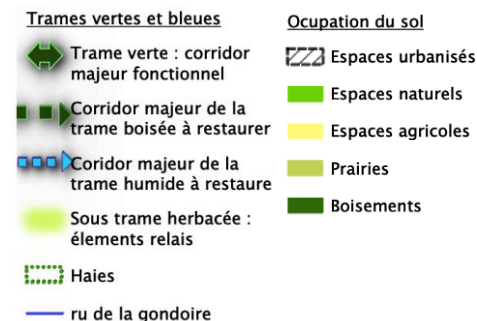 Trames vertes et bleues
Trame verte : corridor
majeur fonctionnel
Corridor majeur de la
trame boisée à restaurer
Coridor majeur de la
trame humide à restaure
Sous trame herbacée :
élements relais
Haies
ru de la gondoire
Ocupation du sol
Espaces urbanisés
Espaces naturels
Espaces agricoles
Prairies
Boisements